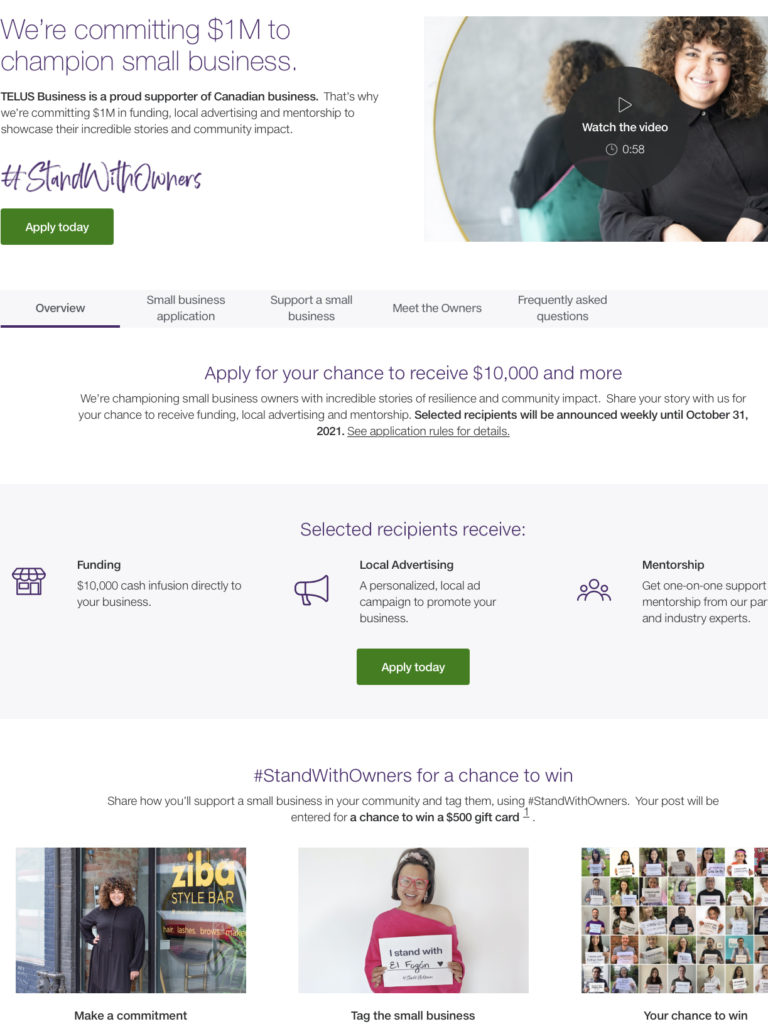 We're committing $1M to
champion small business.
TELUS Business is a proud supporter of Canadian business. That's why
we're committing $1M in funding, local advertising and mentorship to
showcase their incredible stories and community impact.
#StandWithOwners
Apply today
Watch the video
0:58
Overview
Small business
application
Support a small
business
Meet the Owners
Frequently asked
questions
Apply for your chance to receive $10,000 and more
We're championing small business owners with incredible stories of resilience and community impact. Share your story with us for
your chance to receive funding, local advertising and mentorship. Selected recipients will be announced weekly until October 31,
2021. See application rules for details.
Selected recipients receive:
Funding
$10,000 cash infusion directly to
your business.
Local Advertising
A personalized, local ad
campaign to promote your
business.
Mentorship
Get one-on-one support
mentorship from our par
and industry experts.
Apply today
#StandWithOwners for a chance to win
Share how you'll support a small business in your community and tag them, using #StandWithOwners. Your post will be
entered for a chance to win a $500 gift card 1 .
ziba
STYLE BAR
hair. lashes. brows.
I stand with
El Fogón ♥
#StandWithOwners
Make a commitment
Tag the small business
Your chance to win